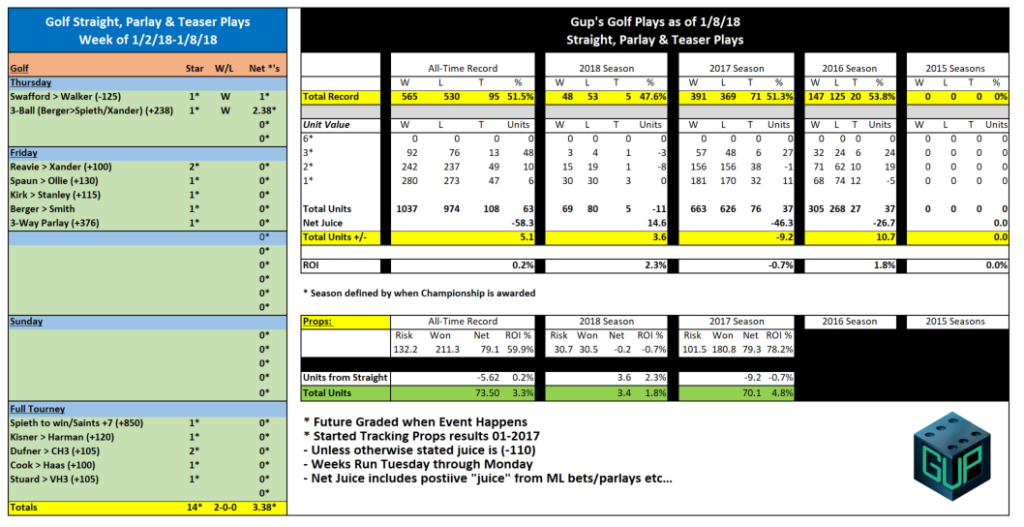 Golf Straight, Parlay & Teaser Plays
Week of 1/2/18-1/8/18
Golf Star W/L Net *'s
Thursday
Swafford > Walker (-125) 1* W 1*
3-Ball (Berger>Spieth/Xander) (+238) 1* W 2.38*
0*
0*
Friday
Reavie > Xander (+100) 2* 0*
Spaun > Ollie (+130) 1* 0*
Kirk > Stanley (+115) 1* 0*
Berger > Smith 1* 0*
3-Way Parlay (+376) 1* 0*
0*
0*
0*
0*
0*
0*
Sunday
0*
0*
0*
0*
0*
Full Tourney
Spieth to win/Saints +7 (+850) 1* 0*
Kisner > Harman (+120) 1* 0*
Dufner > CH3 (+105) 2* 0*
Cook > Haas (+100) 1* 0*
Stuard > VH3 (+105) 1* 0*
0*
Totals 14* 2-0-0 3.38*
Gup's Golf Plays as of 1/8/18
Straight, Parlay & Teaser Plays
All-Time Record 2018 Season 2017 Season 2016 Season 2015 Seasons
W L T % W L T % W L T % W L T % W L T %
Total Record 565 530 95 51.5% 48 53 5 47.6% 391 369 71 51.3% 147 125 20 53.8% 0 0 0 0%
Unit Value W L T Units W L T Units W L T Units W L T Units W L T Units
6* 0 0 0 0 0 0 0 0 0 0 0 0 0 0 0 0 0 0 0 0
3* 92 76 13 48 3 4 1 -3 57 48 6 27 32 24 6 24 0 0 0 0
2* 242 237 49 10 15 19 1 -8 156 156 38 -1 71 62 10 19 0 0 0 0
1* 280 273 47 6 30 30 3 0 181 170 32 11 68 74 12 -5 0 0 0 0
Total Units 1037 974 108 63 69 80 5 -11 663 626 76 37 305 268 27 37 0 0 0 0
Net Juice -58.3 14.6 -46.3 -26.7 0.0
Total Units +/- 5.1 3.6 -9.2 10.7 0.0
ROI 0.2% 2.3% -0.7% 1.8% 0.0%
* Season defined by when Championship is awarded
Props: All-Time Record 2018 Season 2017 Season 2016 Season 2015 Seasons
Risk Won Net ROI % Risk Won Net ROI % Risk Won Net ROI %
132.2 211.3 79.1 59.9% 30.7 30.5 -0.2 -0.7% 101.5 180.8 79.3 78.2%
Units from Straight -5.62 0.2% 3.6 2.3% -9.2 -0.7%
Total Units 73.50 3.3% 3.4 1.8% 70.1 4.8%
* Future Graded when Event Happens
* Started Tracking Props results 01-2017
- Unless otherwise stated juice is (-110)
- Weeks Run Tuesday through Monday
- Net Juice includes postiive "juice" from ML bets/parlays etc...
GUP